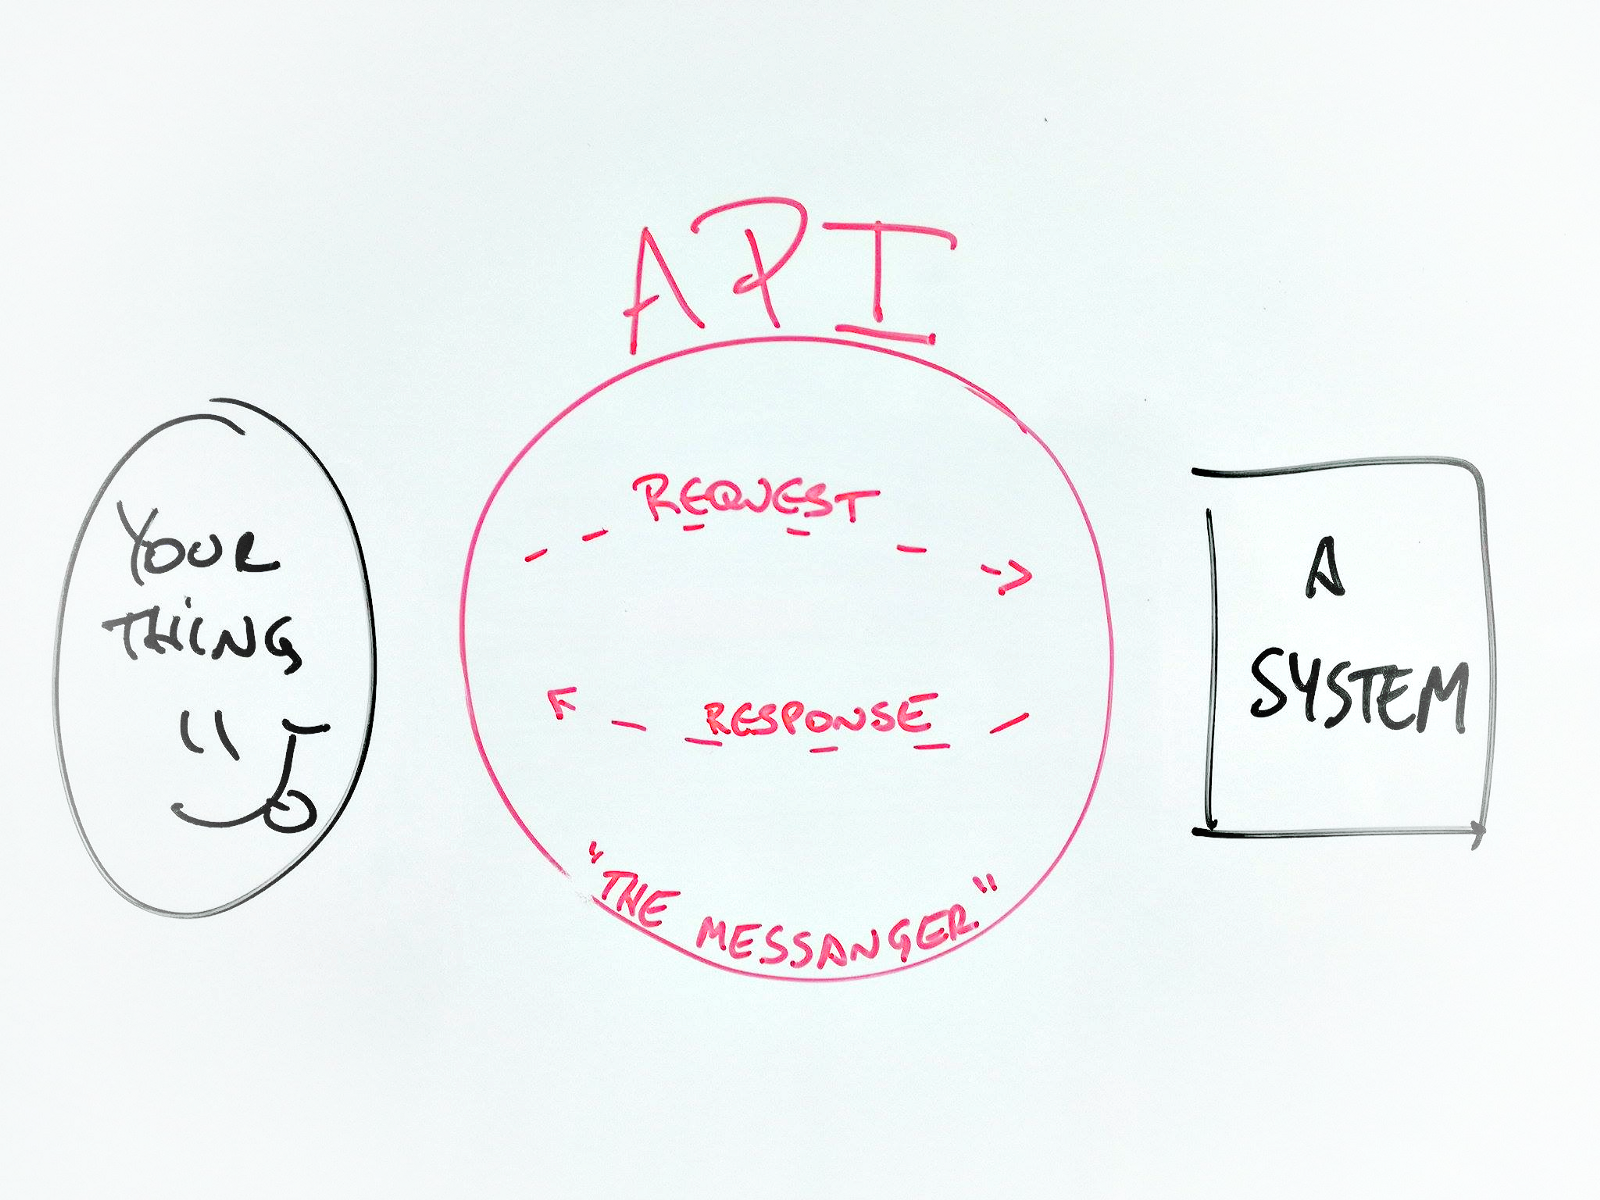 API
YOUR
THING
REQUEST
RESPONSE
"THE MESSANGER"
A
SYSTEM